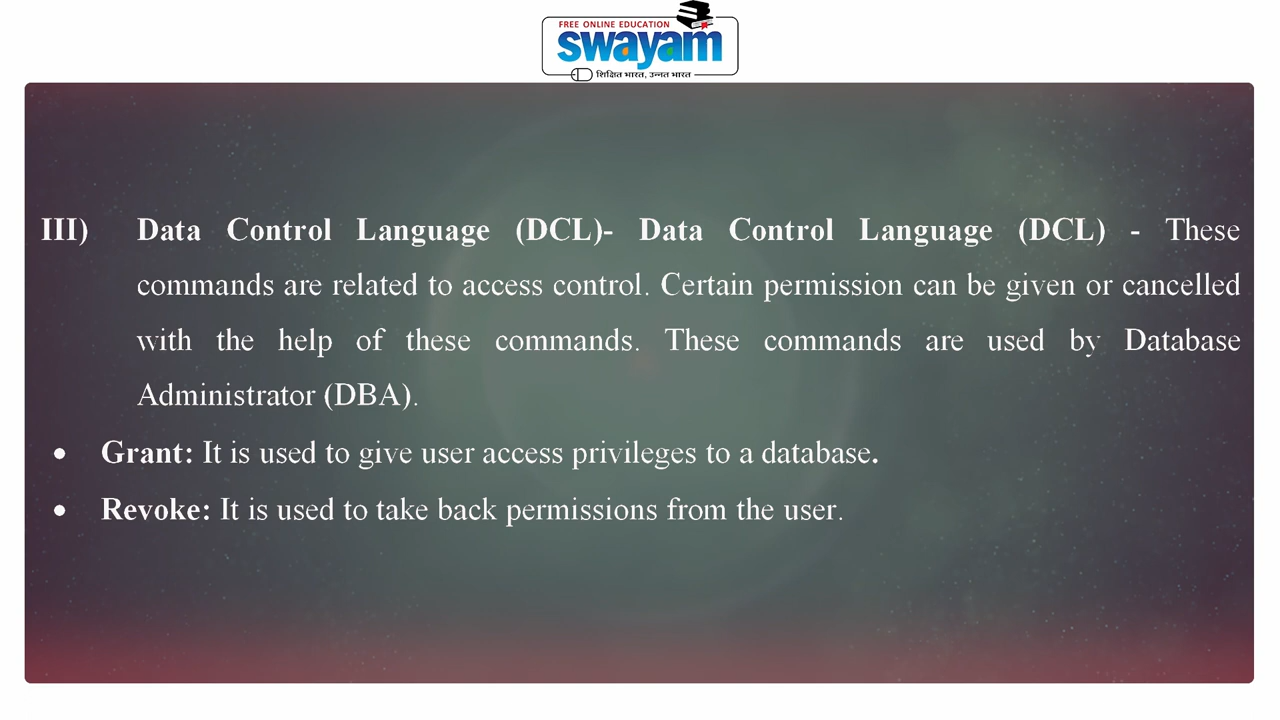 FREE ONLINE EDUCATION
swayam
शिक्षित भारत, उन्नत भारत
III) Data Control Language (DCL)- Data Control Language (DCL) - These
commands are related to access control. Certain permission can be given or cancelled
with the help of these commands. These commands are used by Database
Administrator (DBA).
• Grant: It is used to give user access privileges to a database.
• Revoke: It is used to take back permissions from the user.